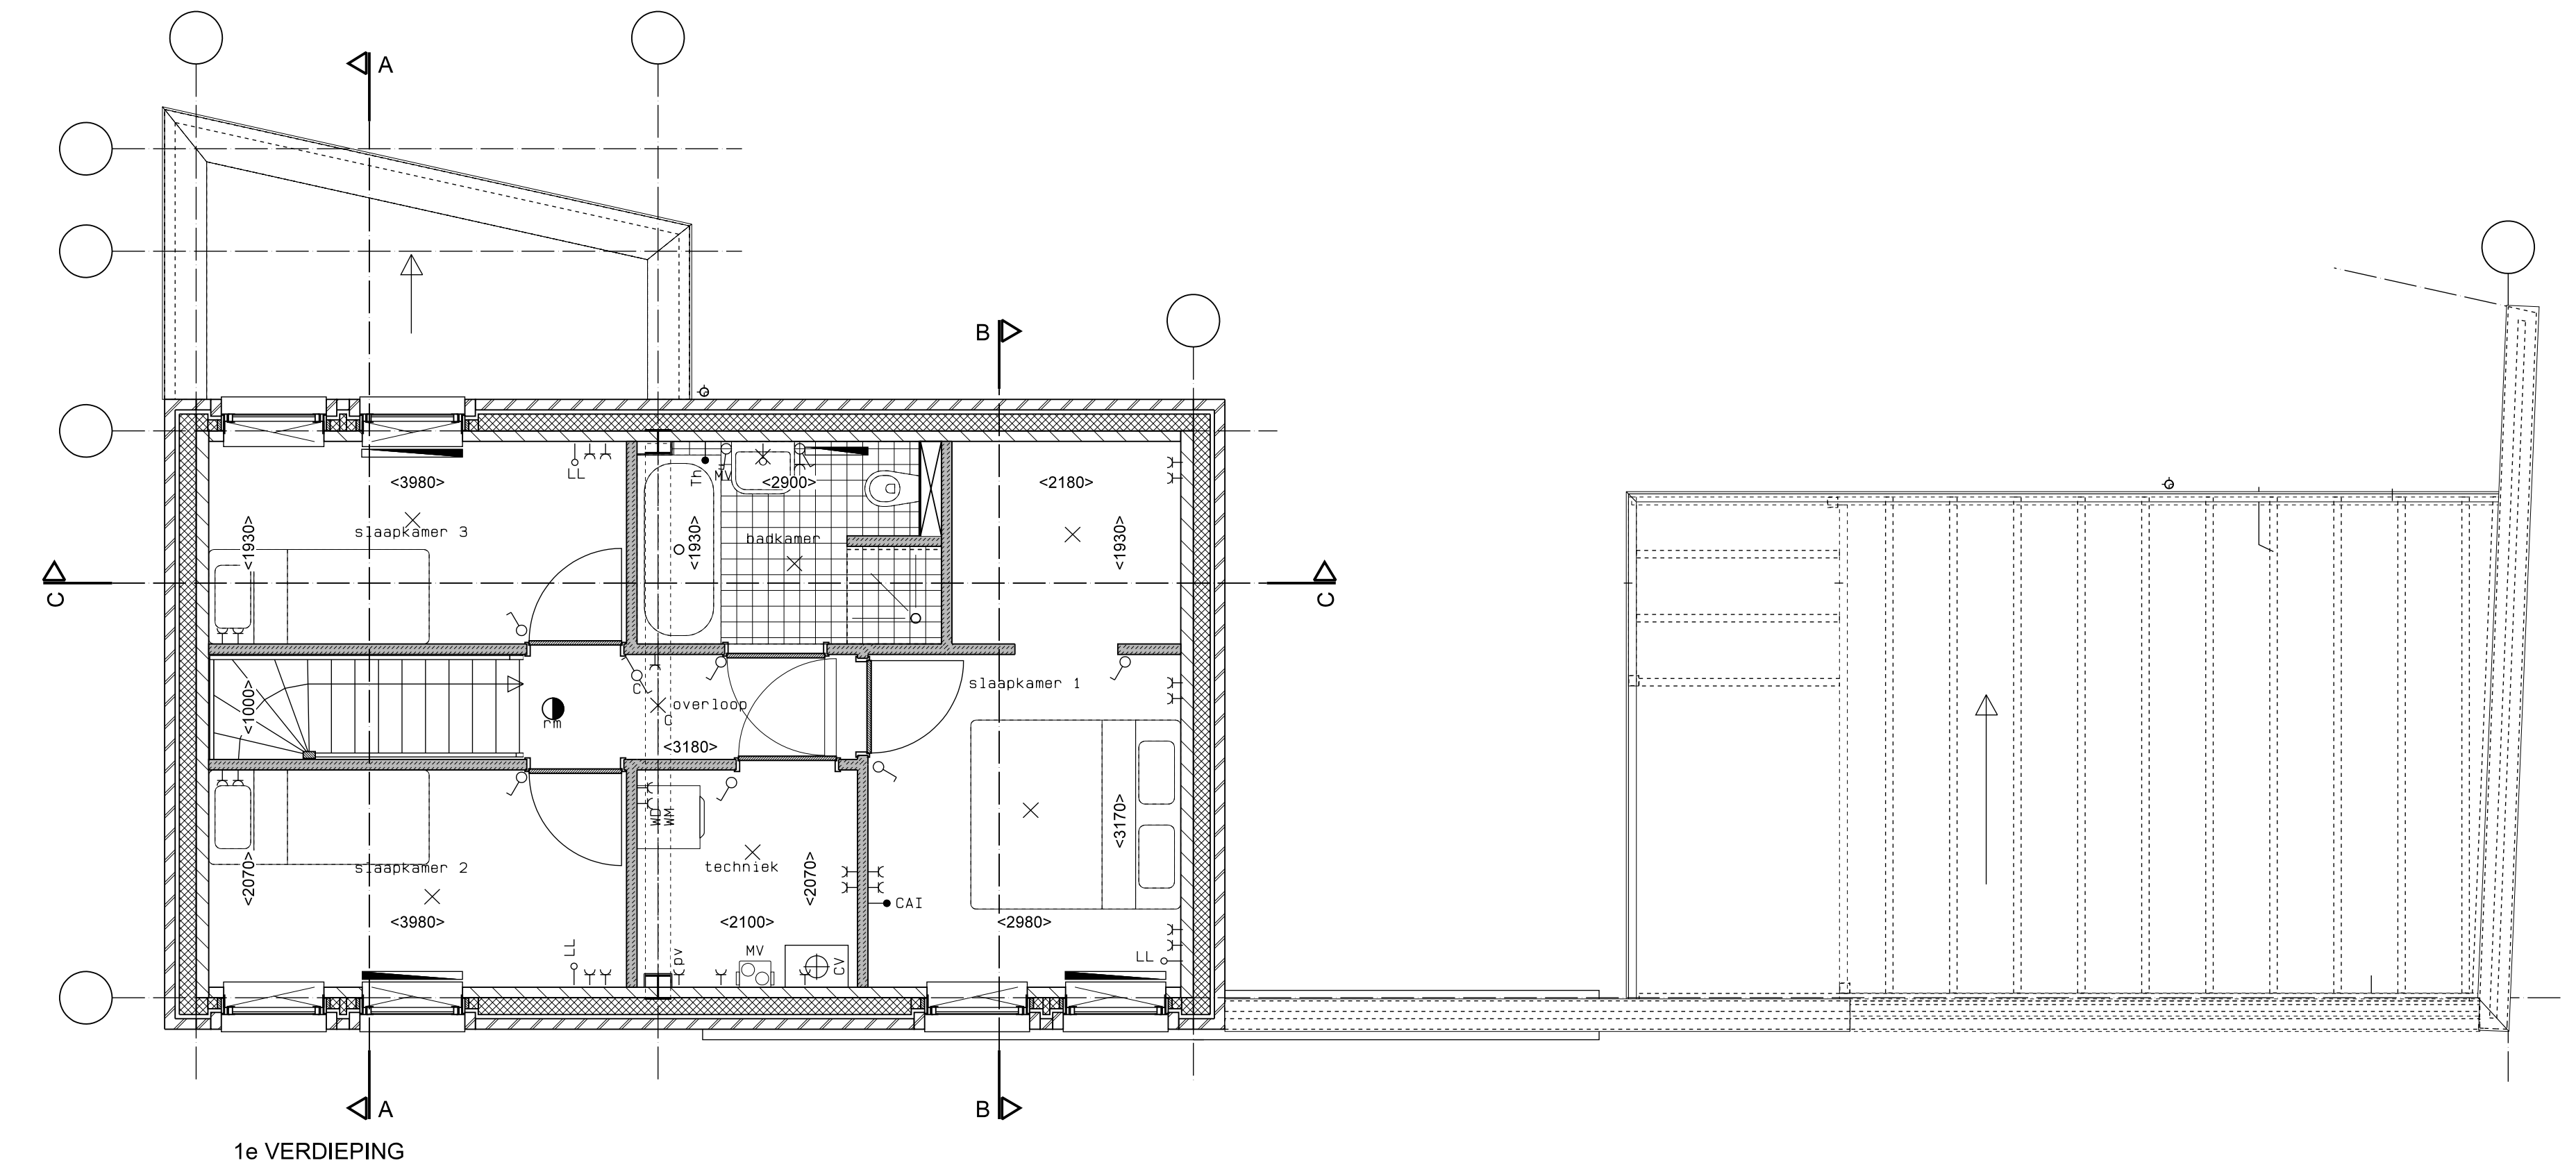 A
B
<3980>
LL
Th
MV
<2900>
<2180>
slaapkamer 3
<1930>
<1930>
badkamer
<1930>
C
C
<1000>
rm
C
overloop
C
<3180>
slaapkamer 1
WD
WM
<3170>
slaapkamer 2
<2070>
techniek
<2070>
CAI
<3980>
<2100>
<2980>
LL
pv
MV
CV
LL
A
B
1e VERDIEPING